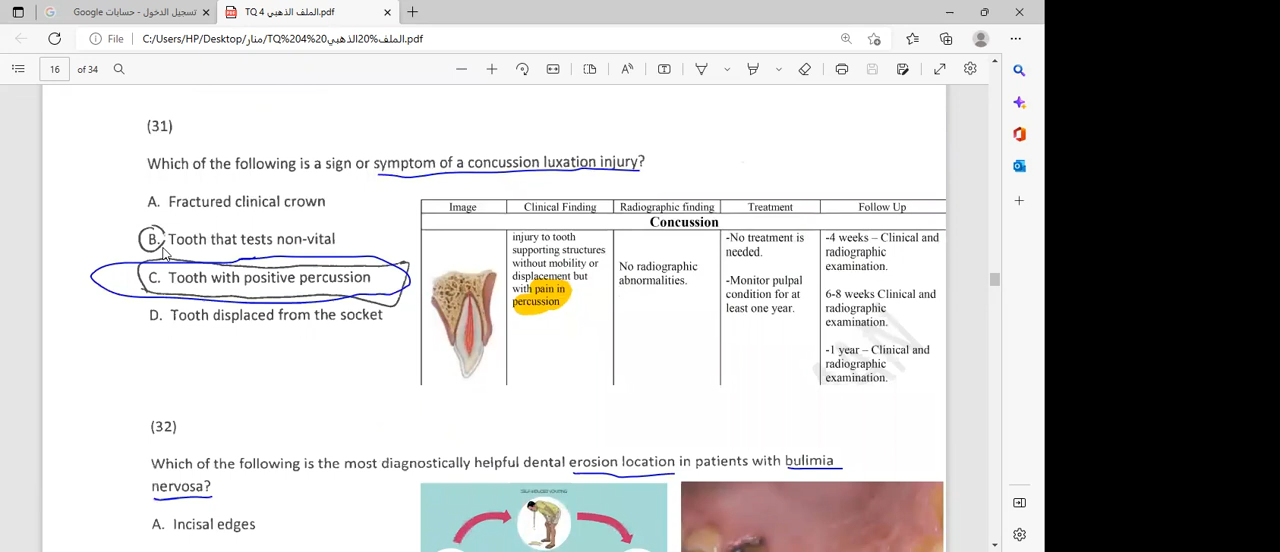 تسجيل الدخول - حسابات Google
TQ 4 الملف الذهبي.pdf
File
C:/Users/HP/Desktop/منار/TQ%204%20الملف%20الذهبي.pdf
16 of 34
(31)
Which of the following is a sign or symptom of a concussion luxation injury?
A. Fractured clinical crown
B. Tooth that tests non-vital
C. Tooth with positive percussion
D. Tooth displaced from the socket
Image Clinical Finding Radiographic finding Treatment Follow Up
Concussion
injury to tooth
supporting structures
without mobility or
displacement but
with pain in
percussion
No radiographic
abnormalities.
-No treatment is
needed.
-Monitor pulpal
condition for at
least one year.
-4 weeks – Clinical and
radiographic
examination.
6-8 weeks Clinical and
radiographic
examination.
-1 year – Clinical and
radiographic
examination.
(32)
Which of the following is the most diagnostically helpful dental erosion location in patients with bulimia
nervosa?
A. Incisal edges
SELF-INDUCED VOMITING